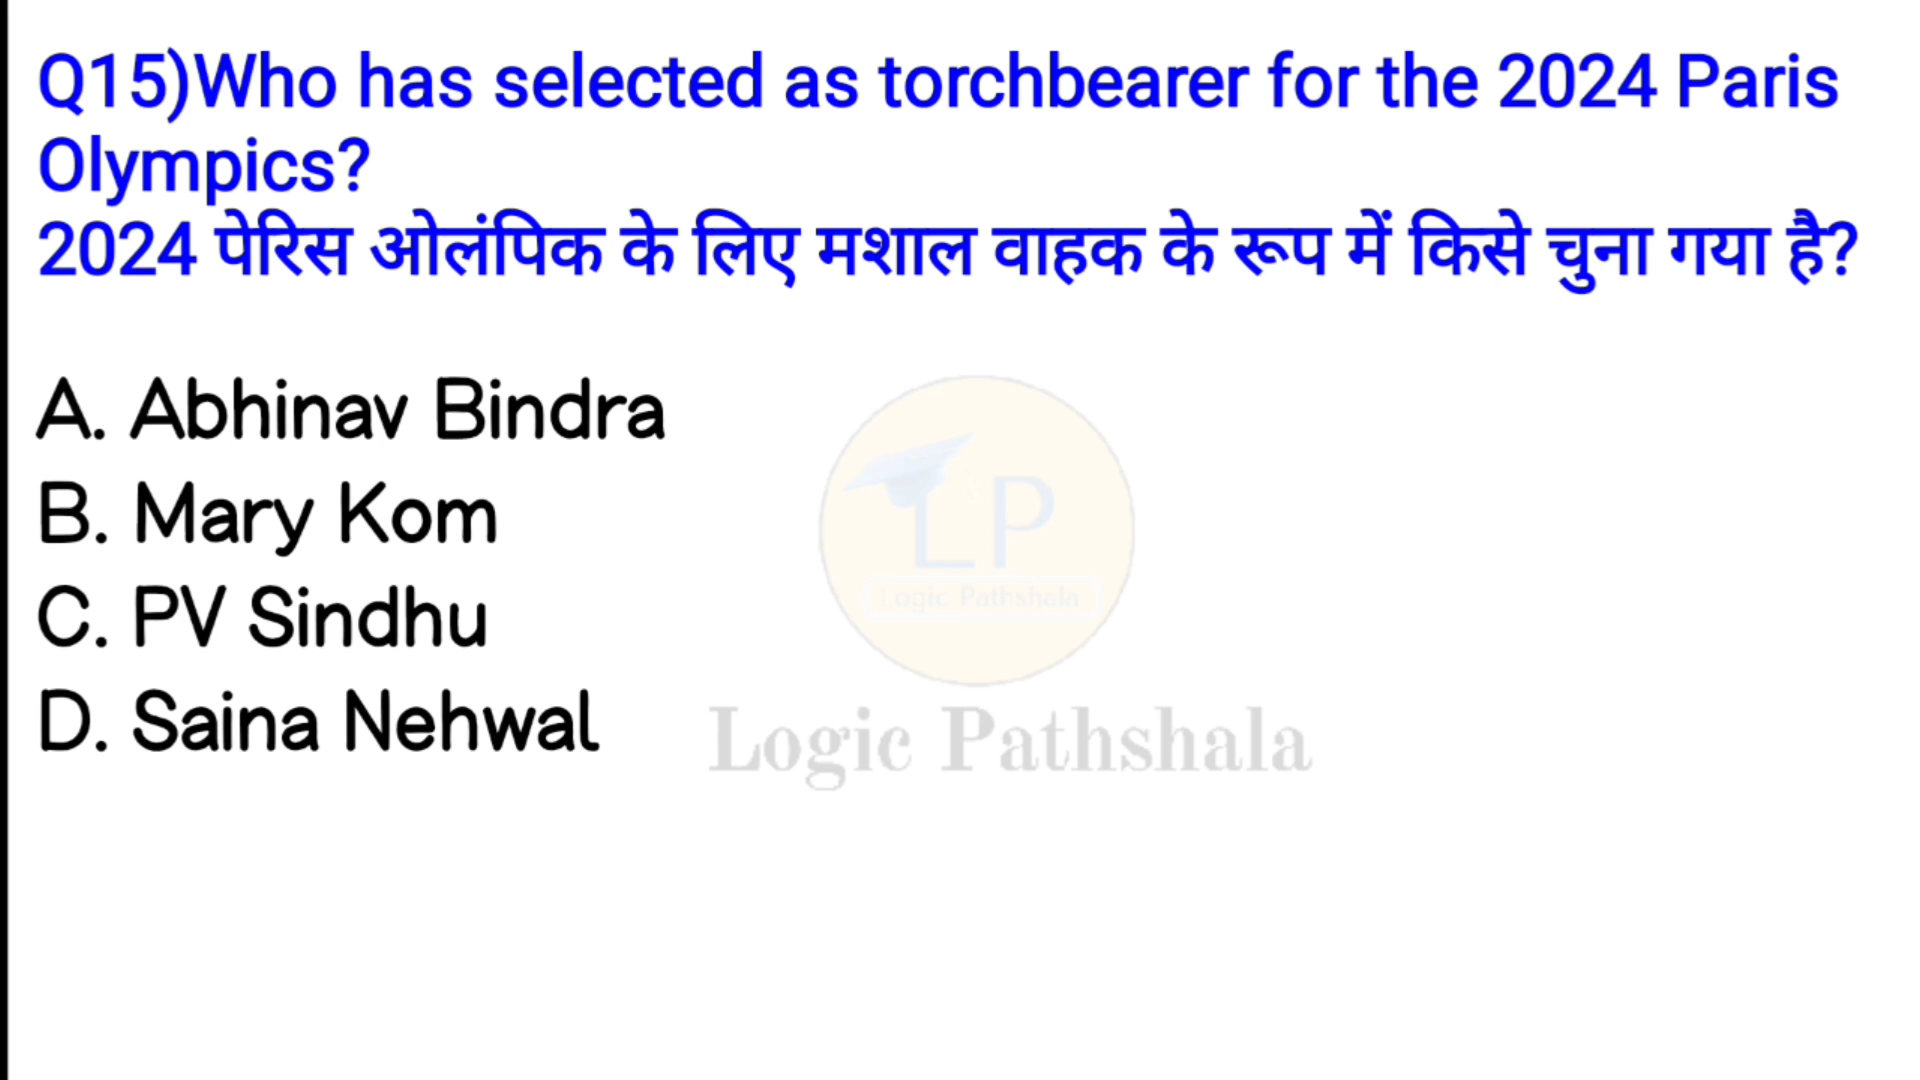 Q15)Who has selected as torchbearer for the 2024 Paris
Olympics?
2024 पेरिस ओलंपिक के लिए मशाल वाहक के रूप में किसे चुना गया है?
A. Abhinav Bindra
B. Mary Kom
C. PV Sindhu
D. Saina Nehwal
LP
Logic Pathshala
Logic Pathshala